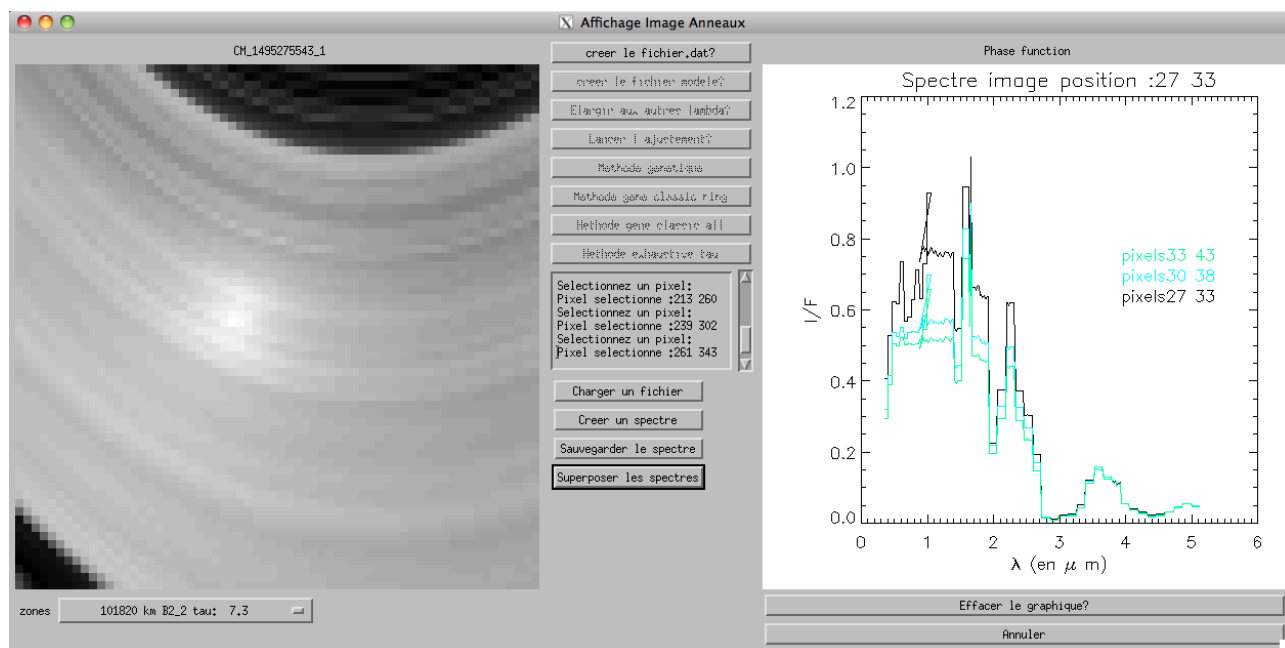 Affichage Image Anneaux
CM_1495275543_1
creer le fichier.dat?
creer le fichier modele?
Elargir aux autres lambda?
Lancer l ajustement?
Methode genetique
Methode gene classic ring
Methode gene classic all
Methode exhaustive tau
Selectionnez un pixel:
Pixel selectionne :213 260
Selectionnez un pixel:
Pixel selectionne :239 302
Selectionnez un pixel:
Pixel selectionne :261 343
Charger un fichier
Creer un spectre
Sauvegarder le spectre
Superposer les spectres
zones
101820 km B2_2 tau: 7.3
Phase function
Spectre image position :27 33
1.2
1.0
0.8
0.6
0.4
0.2
0.0
I/F
pixels33 43
pixels30 38
pixels27 33
0 1 2 3 4 5 6
λ (en μ m)
Effacer le graphique?
Annuler